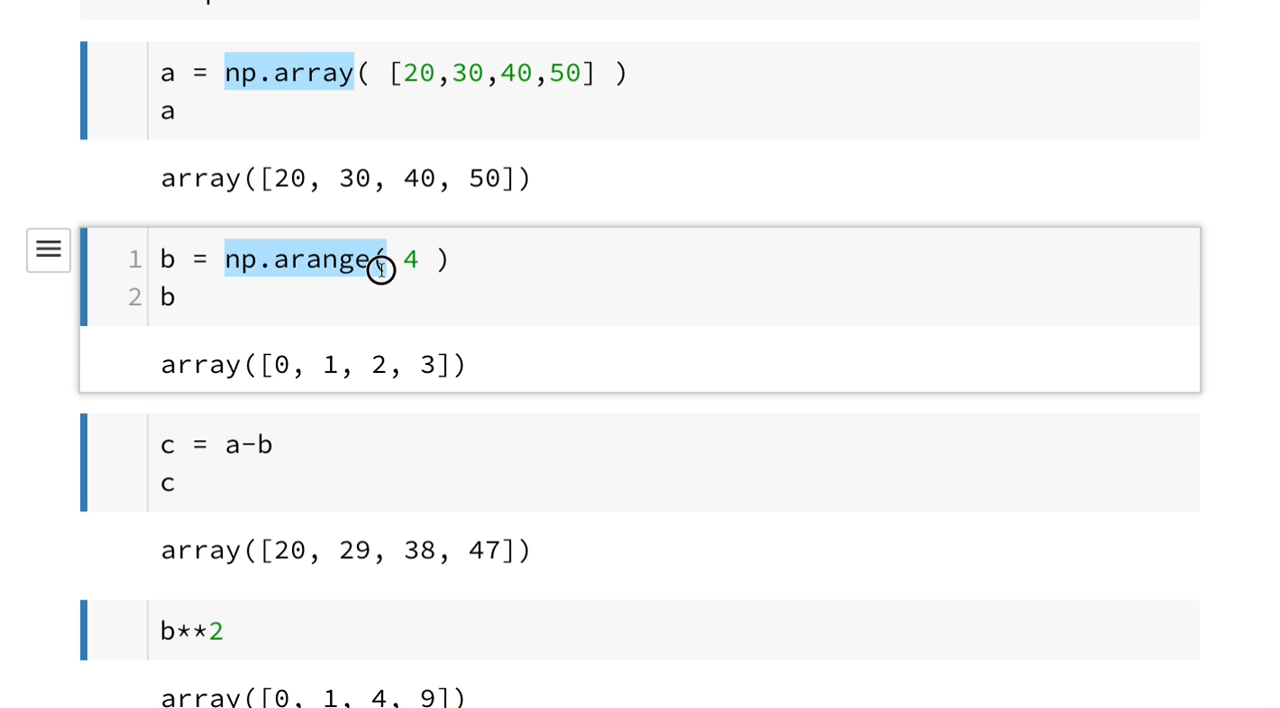 a = np.array( [20,30,40,50] )
a
array([20, 30, 40, 50])
1 b = np.arange( 4 )
2 b
array([0, 1, 2, 3])
c = a-b
c
array([20, 29, 38, 47])
b**2
array([0, 1, 4, 9])